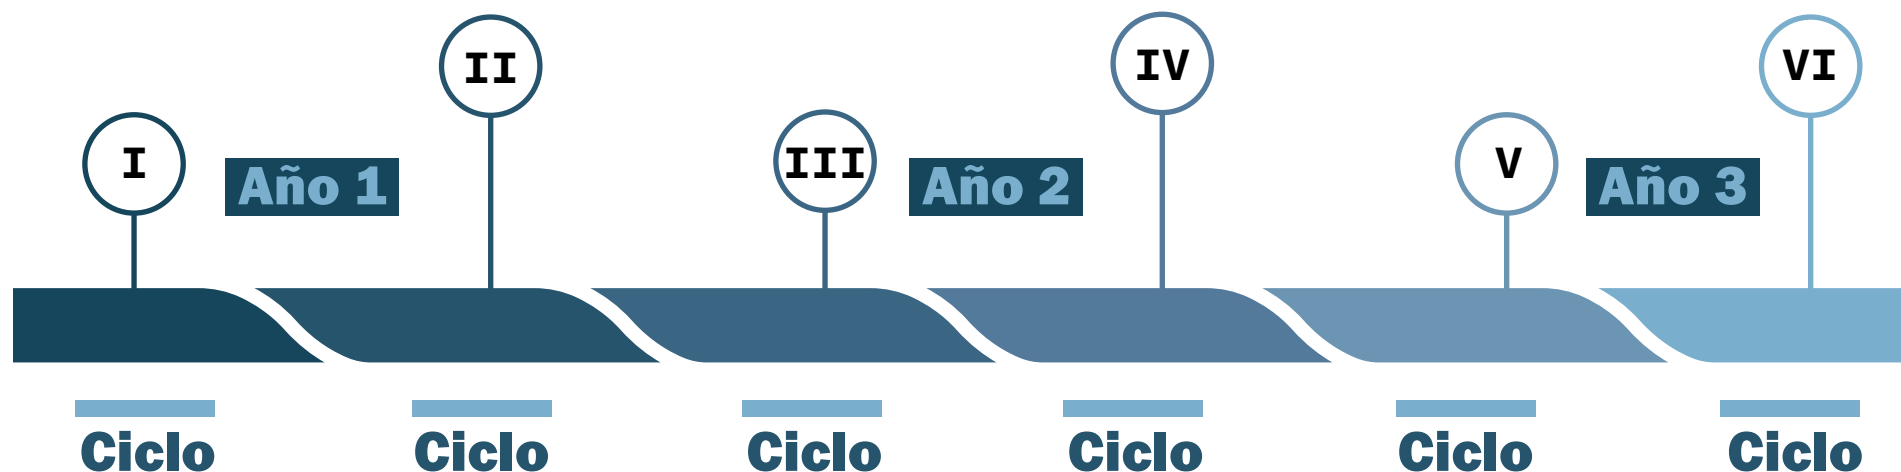 I
Año 1
II
III
Año 2
IV
V
Año 3
VI
Ciclo
Ciclo
Ciclo
Ciclo
Ciclo
Ciclo